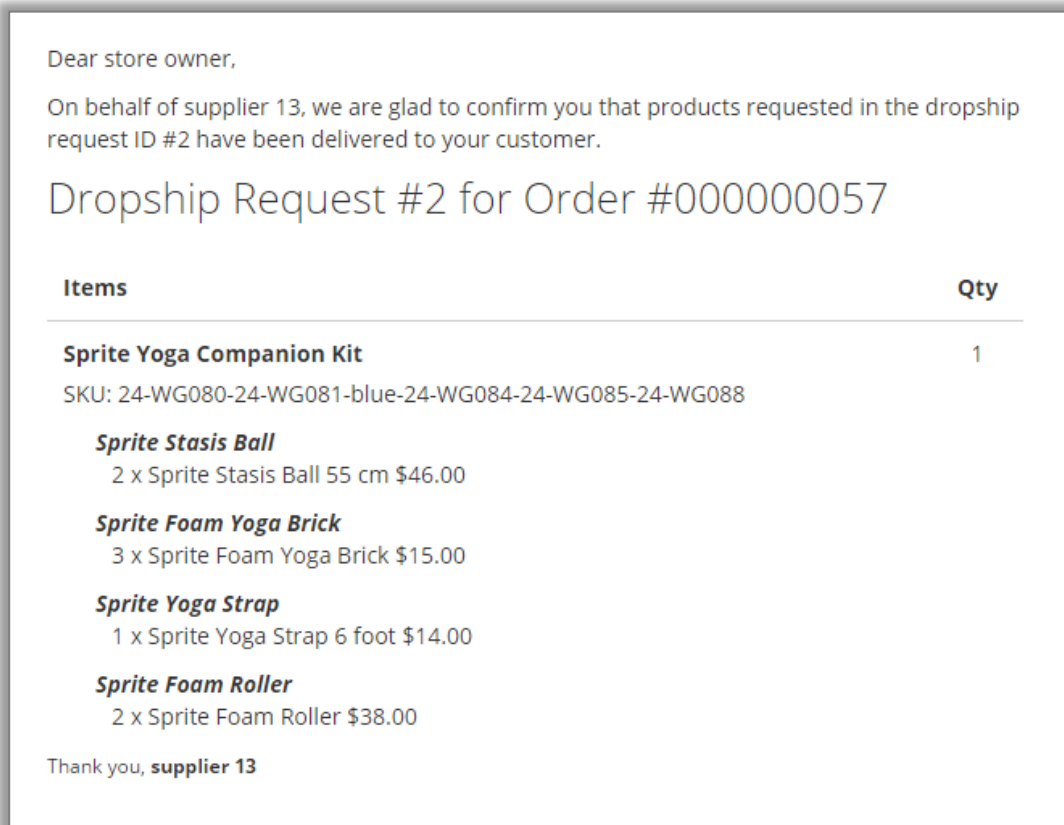 Dear store owner,
On behalf of supplier 13, we are glad to confirm you that products requested in the dropship
request ID #2 have been delivered to your customer.
Dropship Request #2 for Order #000000057
Items Qty
Sprite Yoga Companion Kit 1
SKU: 24-WG080-24-WG081-blue-24-WG084-24-WG085-24-WG088
Sprite Stasis Ball
2 x Sprite Stasis Ball 55 cm $46.00
Sprite Foam Yoga Brick
3 x Sprite Foam Yoga Brick $15.00
Sprite Yoga Strap
1 x Sprite Yoga Strap 6 foot $14.00
Sprite Foam Roller
2 x Sprite Foam Roller $38.00
Thank you, supplier 13